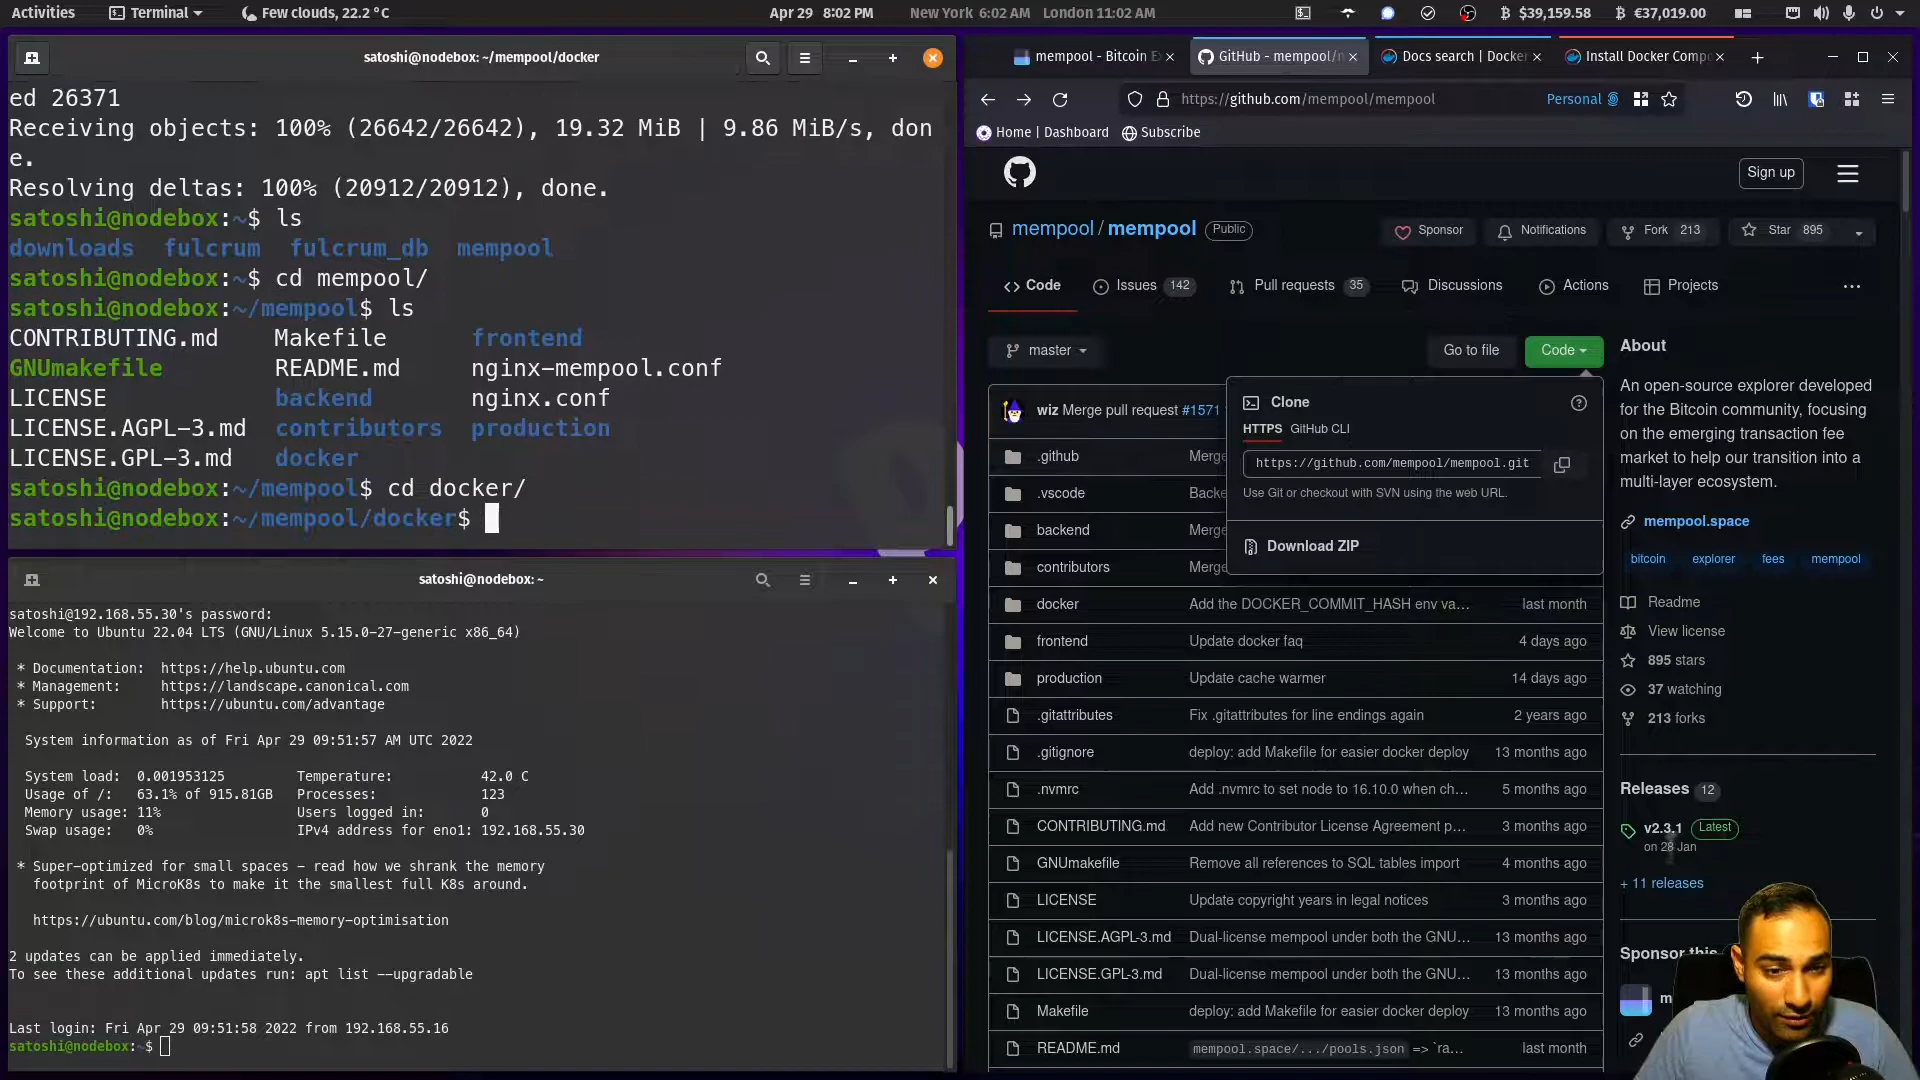 Activities
Terminal
Few clouds, 22.2 °C
Apr 29 8:02 PM
New York 6:02 AM London 11:02 AM
$39,159.58
€37,019.00
satoshi@nodebox: ~/mempool/docker
ed 26371
Receiving objects: 100% (26642/26642), 19.32 MiB | 9.86 MiB/s, don
e.
Resolving deltas: 100% (20912/20912), done.
satoshi@nodebox:~$ ls
downloads fulcrum fulcrum_db mempool
satoshi@nodebox:~$ cd mempool/
satoshi@nodebox:~/mempool$ ls
CONTRIBUTING.md Makefile frontend
GNUmakefile README.md nginx-mempool.conf
LICENSE backend nginx.conf
LICENSE.AGPL-3.md contributors production
LICENSE.GPL-3.md docker
satoshi@nodebox:~/mempool$ cd docker/
satoshi@nodebox:~/mempool/docker$
satoshi@nodebox: ~
satoshi@192.168.55.30's password:
Welcome to Ubuntu 22.04 LTS (GNU/Linux 5.15.0-27-generic x86_64)
* Documentation: https://help.ubuntu.com
* Management: https://landscape.canonical.com
* Support: https://ubuntu.com/advantage
System information as of Fri Apr 29 09:51:57 AM UTC 2022
System load: 0.001953125 Temperature: 42.0 C
Usage of /: 63.1% of 915.81GB Processes: 123
Memory usage: 11% Users logged in: 0
Swap usage: 0% IPv4 address for eno1: 192.168.55.30
* Super-optimized for small spaces - read how we shrank the memory
footprint of MicroK8s to make it the smallest full K8s around.
https://ubuntu.com/blog/microk8s-memory-optimisation
2 updates can be applied immediately.
To see these additional updates run: apt list --upgradable
Last login: Fri Apr 29 09:51:58 2022 from 192.168.55.16
satoshi@nodebox:~$
mempool - Bitcoin E
GitHub - mempool/
Docs search | Docker
Install Docker Comp
https://github.com/mempool/mempool
Personal
Home | Dashboard
Subscribe
Sign up
mempool / mempool Public
Sponsor
Notifications
Fork 213
Star 895
Code
Issues 142
Pull requests 35
Discussions
Actions
Projects
master
Go to file
Code
wiz Merge pull request #1571
Clone
HTTPS GitHub CLI
https://github.com/mempool/mempool.git
Use Git or checkout with SVN using the web URL.
Download ZIP
.github Merge
.vscode Backe
backend Merge
contributors Merge
docker Add the DOCKER_COMMIT_HASH env va... last month
frontend Update docker faq 4 days ago
production Update cache warmer 14 days ago
.gitattributes Fix .gitattributes for line endings again 2 years ago
.gitignore deploy: add Makefile for easier docker deploy 13 months ago
.nvmrc Add .nvmrc to set node to 16.10.0 when ch... 5 months ago
CONTRIBUTING.md Add new Contributor License Agreement p... 3 months ago
GNUmakefile Remove all references to SQL tables import 4 months ago
LICENSE Update copyright years in legal notices 3 months ago
LICENSE.AGPL-3.md Dual-license mempool under both the GNU... 13 months ago
LICENSE.GPL-3.md Dual-license mempool under both the GNU... 13 months ago
Makefile deploy: add Makefile for easier docker deploy 13 months ago
README.md mempool.space/.../pools.json => `ra... last month
About
An open-source explorer developed
for the Bitcoin community, focusing
on the emerging transaction fee
market to help our transition into a
multi-layer ecosystem.
mempool.space
bitcoin explorer fees mempool
Readme
View license
895 stars
37 watching
213 forks
Releases 12
v2.3.1 Latest
on 28 Jan
+ 11 releases
Sponsor this
m